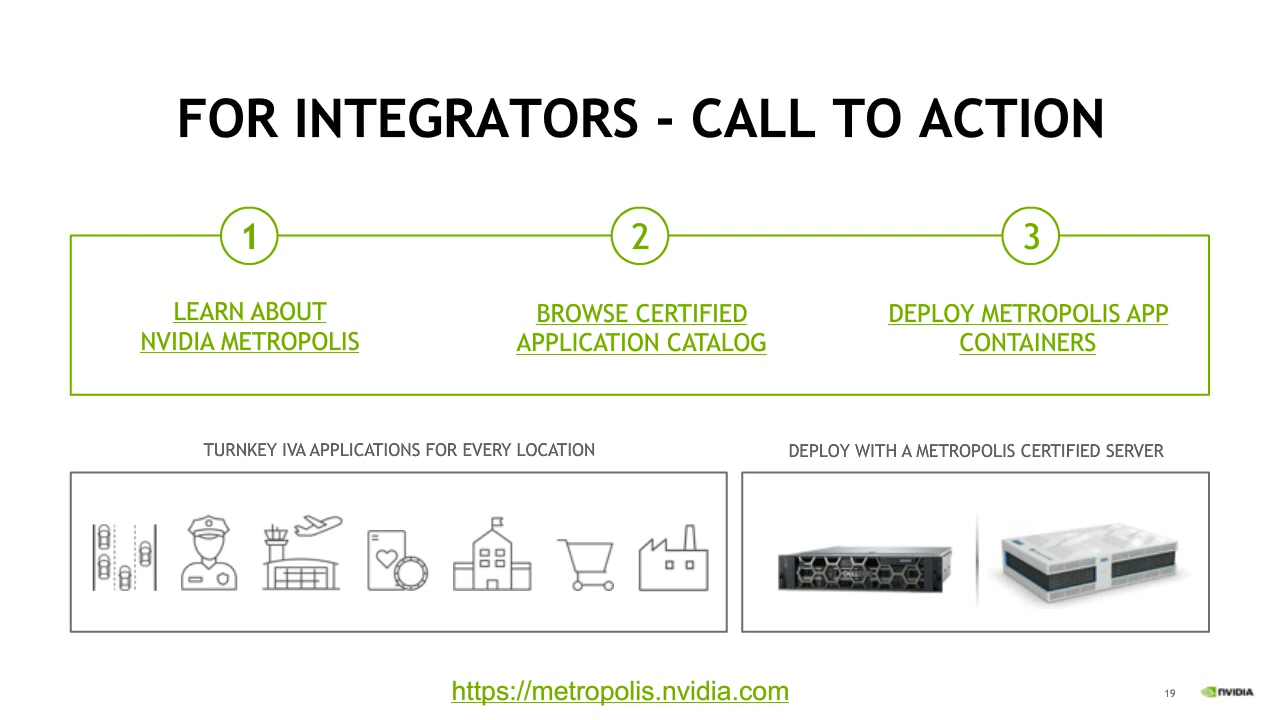 FOR INTEGRATORS - CALL TO ACTION
1
2
3
LEARN ABOUT
NVIDIA METROPOLIS
BROWSE CERTIFIED
APPLICATION CATALOG
DEPLOY METROPOLIS APP
CONTAINERS
TURNKEY IVA APPLICATIONS FOR EVERY LOCATION
DEPLOY WITH A METROPOLIS CERTIFIED SERVER
DELL
https://metropolis.nvidia.com
19
NVIDIA